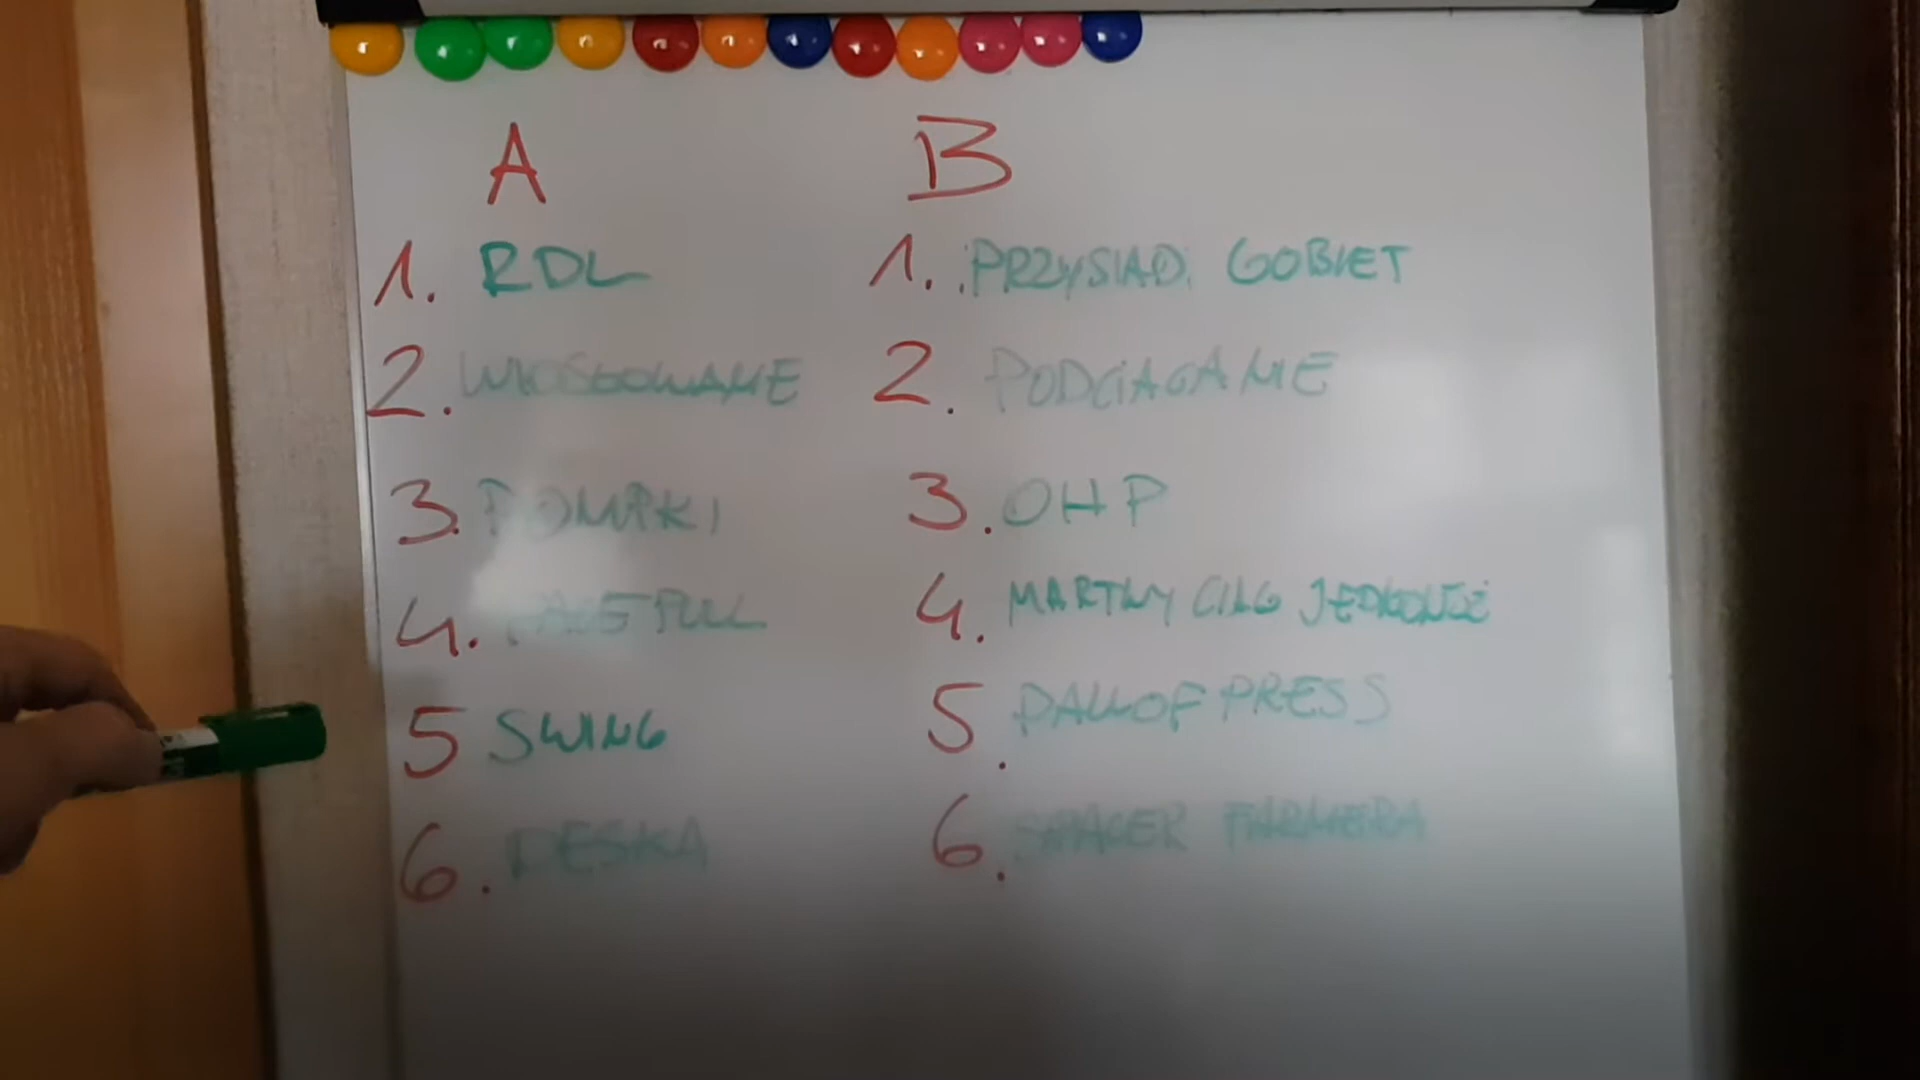 A
1. RDL
2. WIOSŁOWANIE
3. POMPKI
4. FACE PULL
5 SWING
6. DESKA
B
1. PRZYSIAD GOBLET
2. PODCIĄGANIE
3. OHP
4. MARTWY CIĄG JEDNONÓŻ
5. PALLOF PRESS
6. SPACER FARMERA